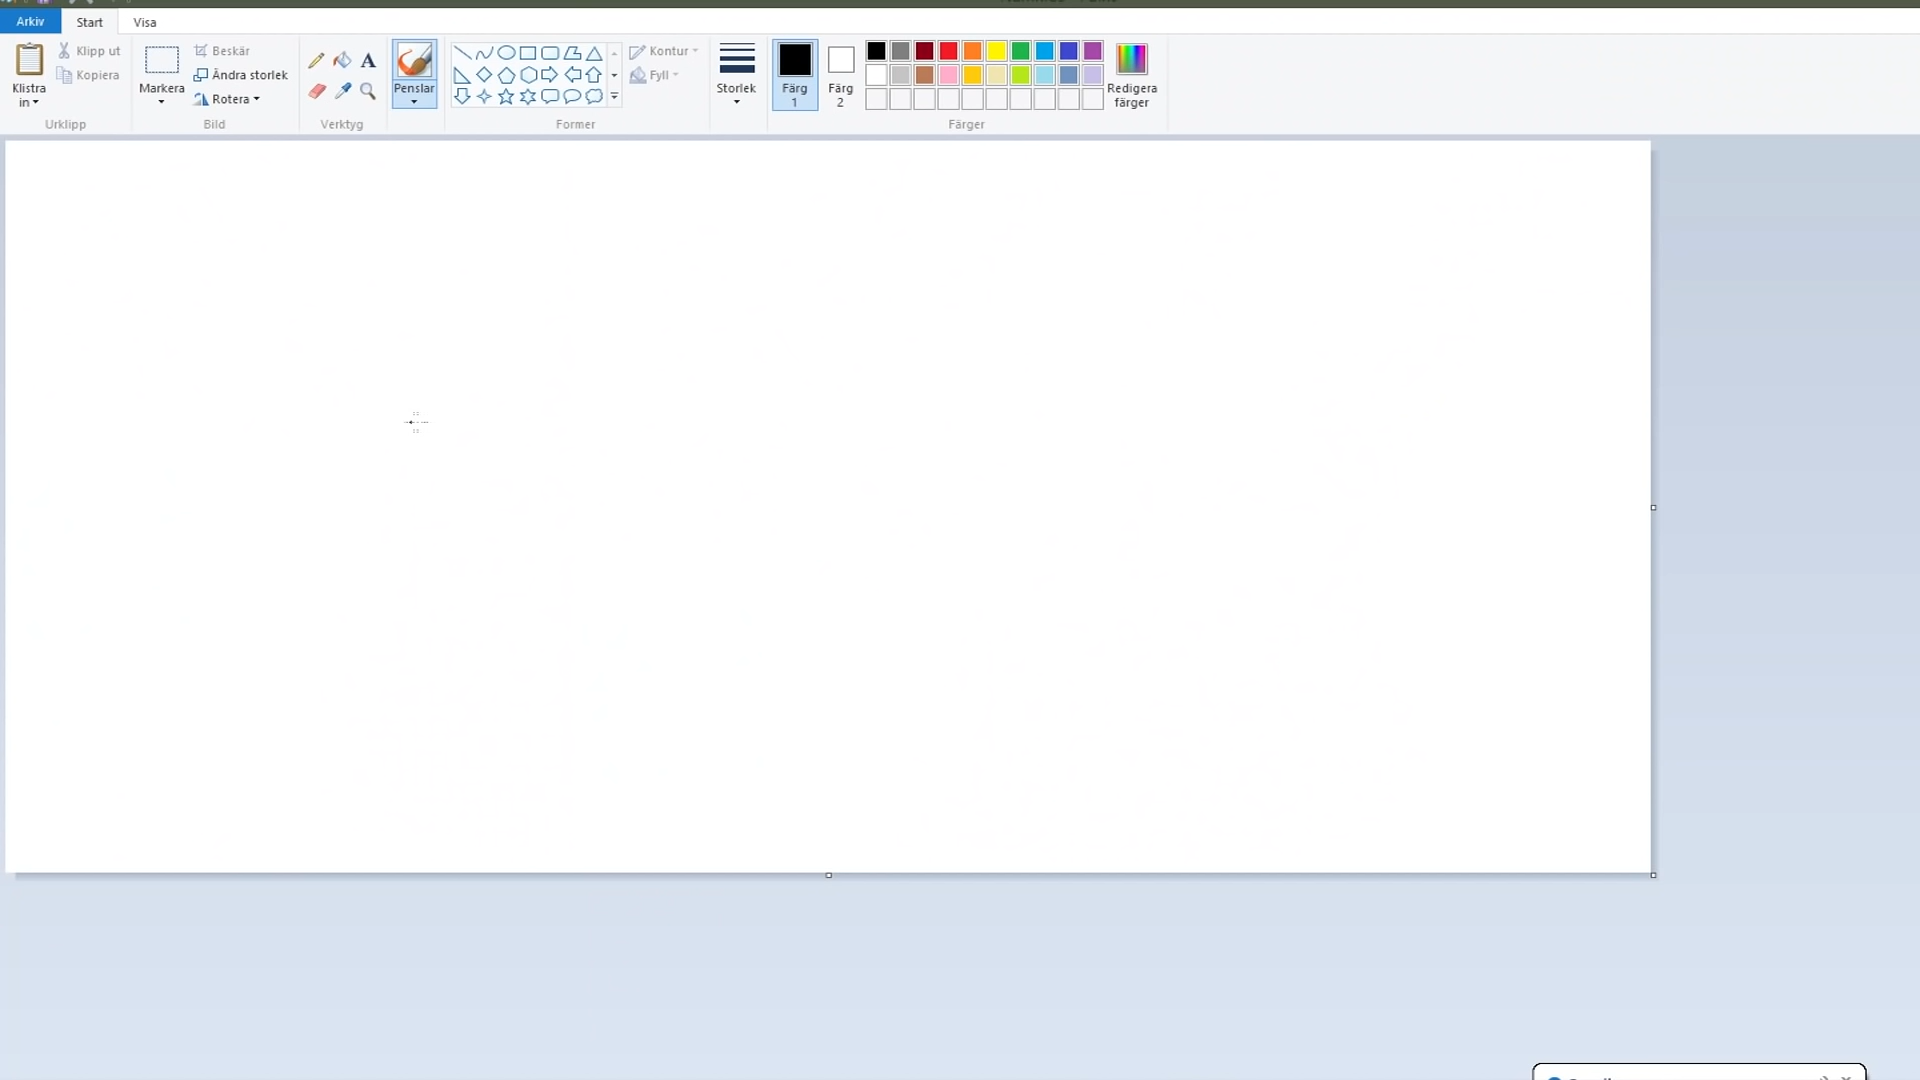 Arkiv Start Visa
Klistra in
Klipp ut
Kopiera
Urklipp
Markera
Beskär
Ändra storlek
Rotera
Bild
A
Verktyg
Penslar
Former
Kontur
Fyll
Storlek
Färg 1
Färg 2
Färger
Redigera färger